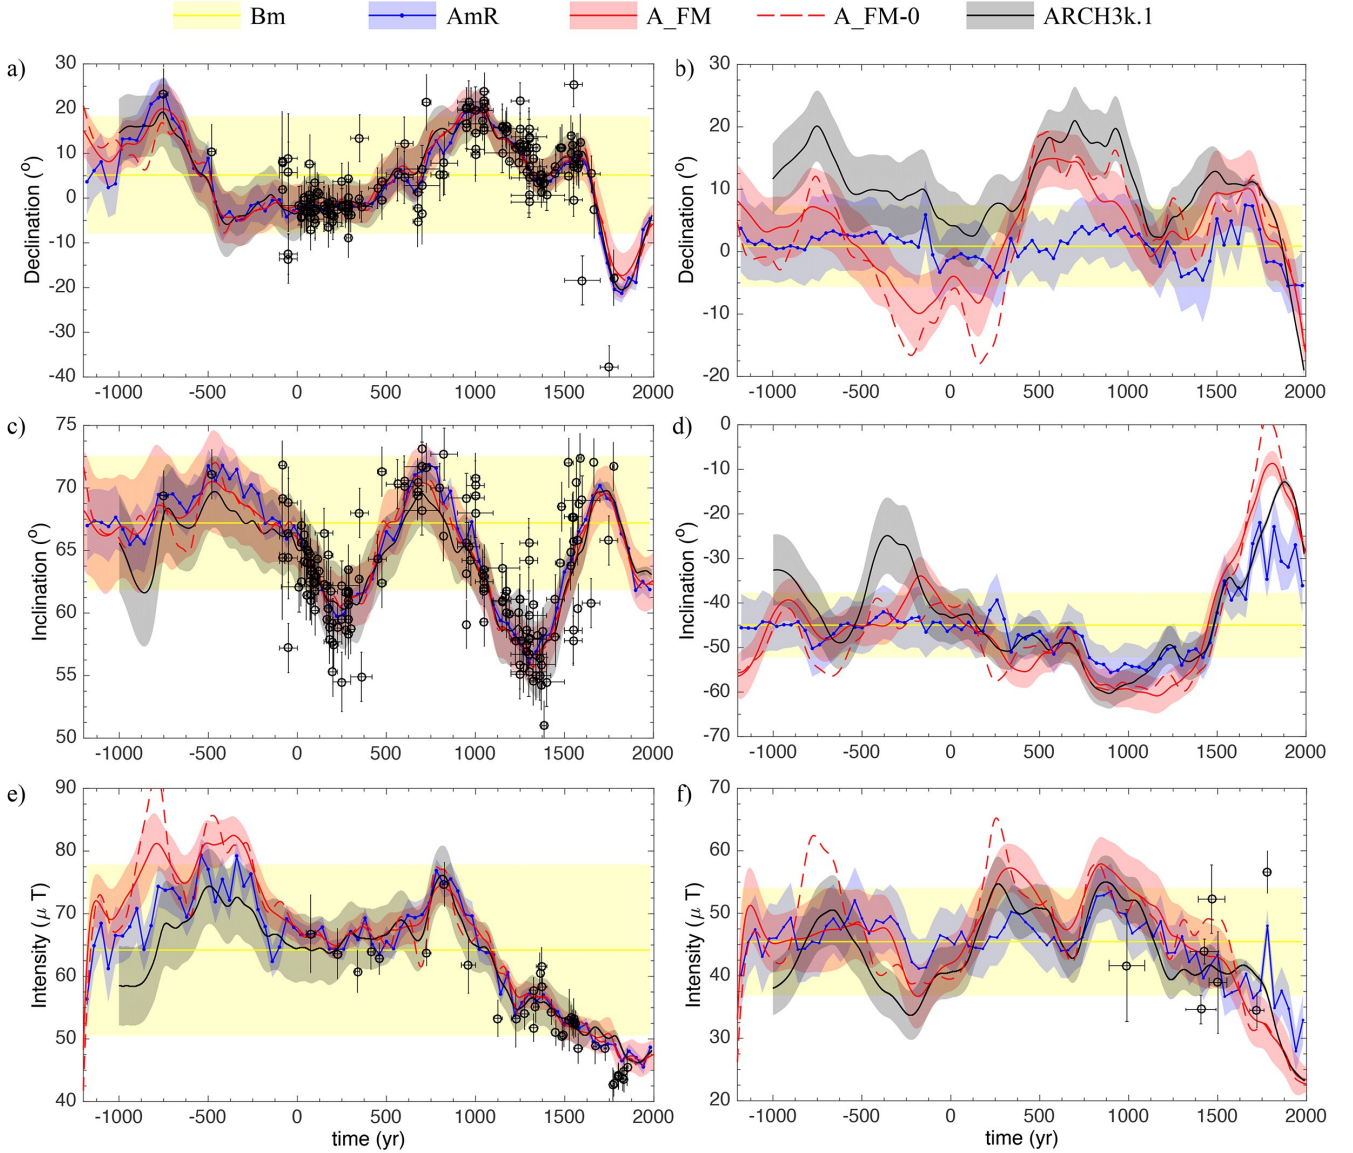 Bm AmR A_FM A_FM-0 ARCH3k.1
a) b)
30 20 10 0 -10 -20 -30 -40
Declination (°)
-1000 -500 0 500 1000 1500 2000
30 20 10 0 -10 -20
Declination (°)
-1000 -500 0 500 1000 1500 2000
c) d)
75 70 65 60 55 50
Inclination (°)
-1000 -500 0 500 1000 1500 2000
0 -10 -20 -30 -40 -50 -60 -70
Inclination (°)
-1000 -500 0 500 1000 1500 2000
e) f)
90 80 70 60 50 40
Intensity (μ T)
-1000 -500 0 500 1000 1500 2000
time (yr)
70 60 50 40 30 20
Intensity (μ T)
-1000 -500 0 500 1000 1500 2000
time (yr)